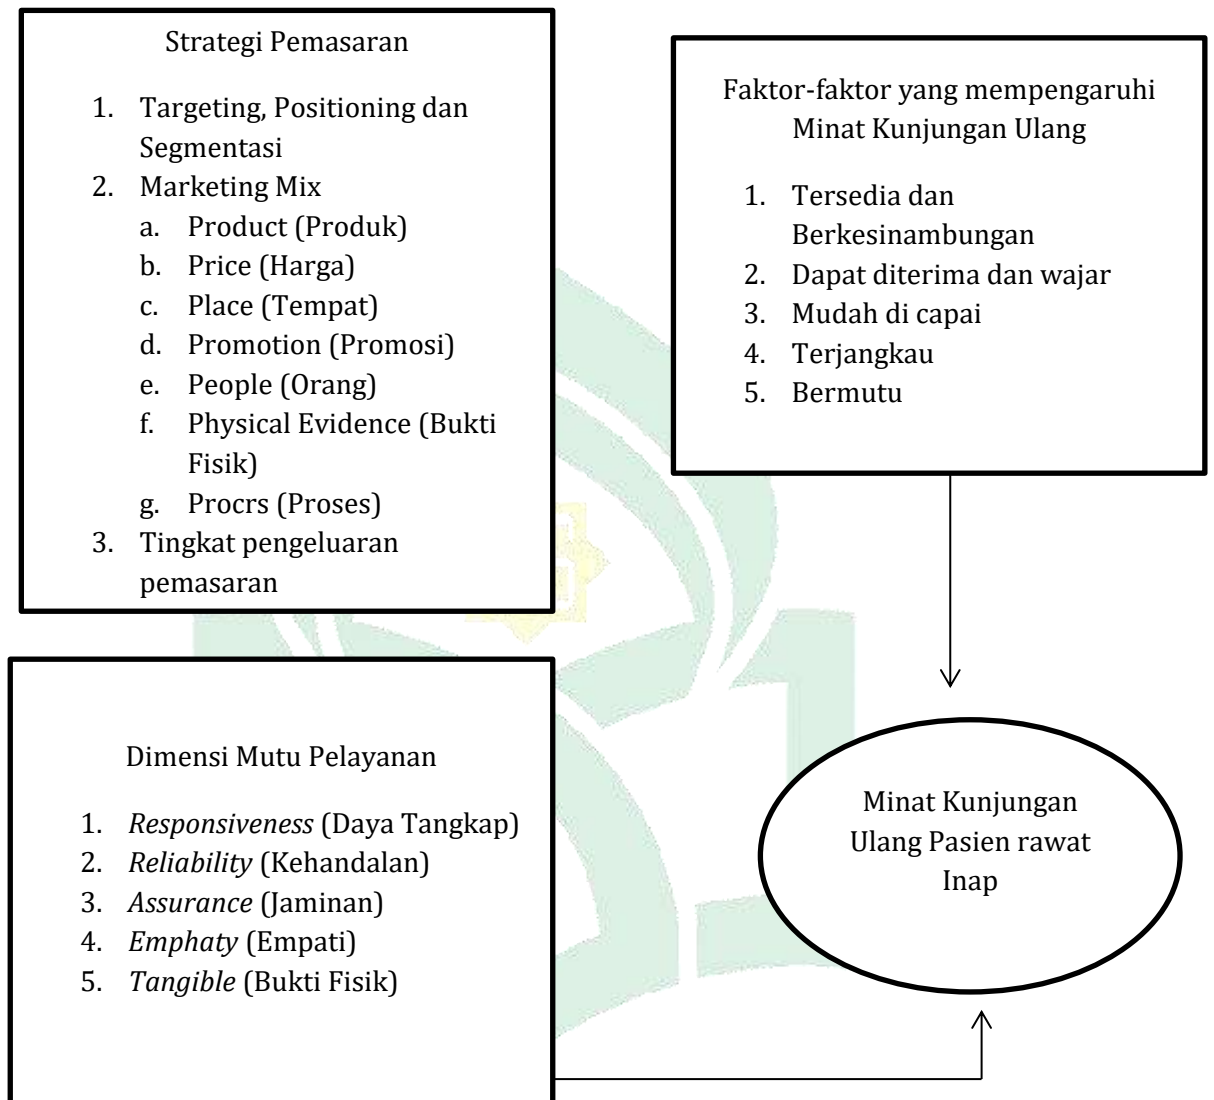 Strategi Pemasaran
1. Targeting, Positioning dan
Segmentasi
2. Marketing Mix
a. Product (Produk)
b. Price (Harga)
c. Place (Tempat)
d. Promotion (Promosi)
e. People (Orang)
f. Physical Evidence (Bukti
Fisik)
g. Procrs (Proses)
3. Tingkat pengeluaran
pemasaran
Faktor-faktor yang mempengaruhi
Minat Kunjungan Ulang
1. Tersedia dan
Berkesinambungan
2. Dapat diterima dan wajar
3. Mudah di capai
4. Terjangkau
5. Bermutu
Dimensi Mutu Pelayanan
1. Responsiveness (Daya Tangkap)
2. Reliability (Kehandalan)
3. Assurance (Jaminan)
4. Emphaty (Empati)
5. Tangible (Bukti Fisik)
Minat Kunjungan
Ulang Pasien rawat
Inap